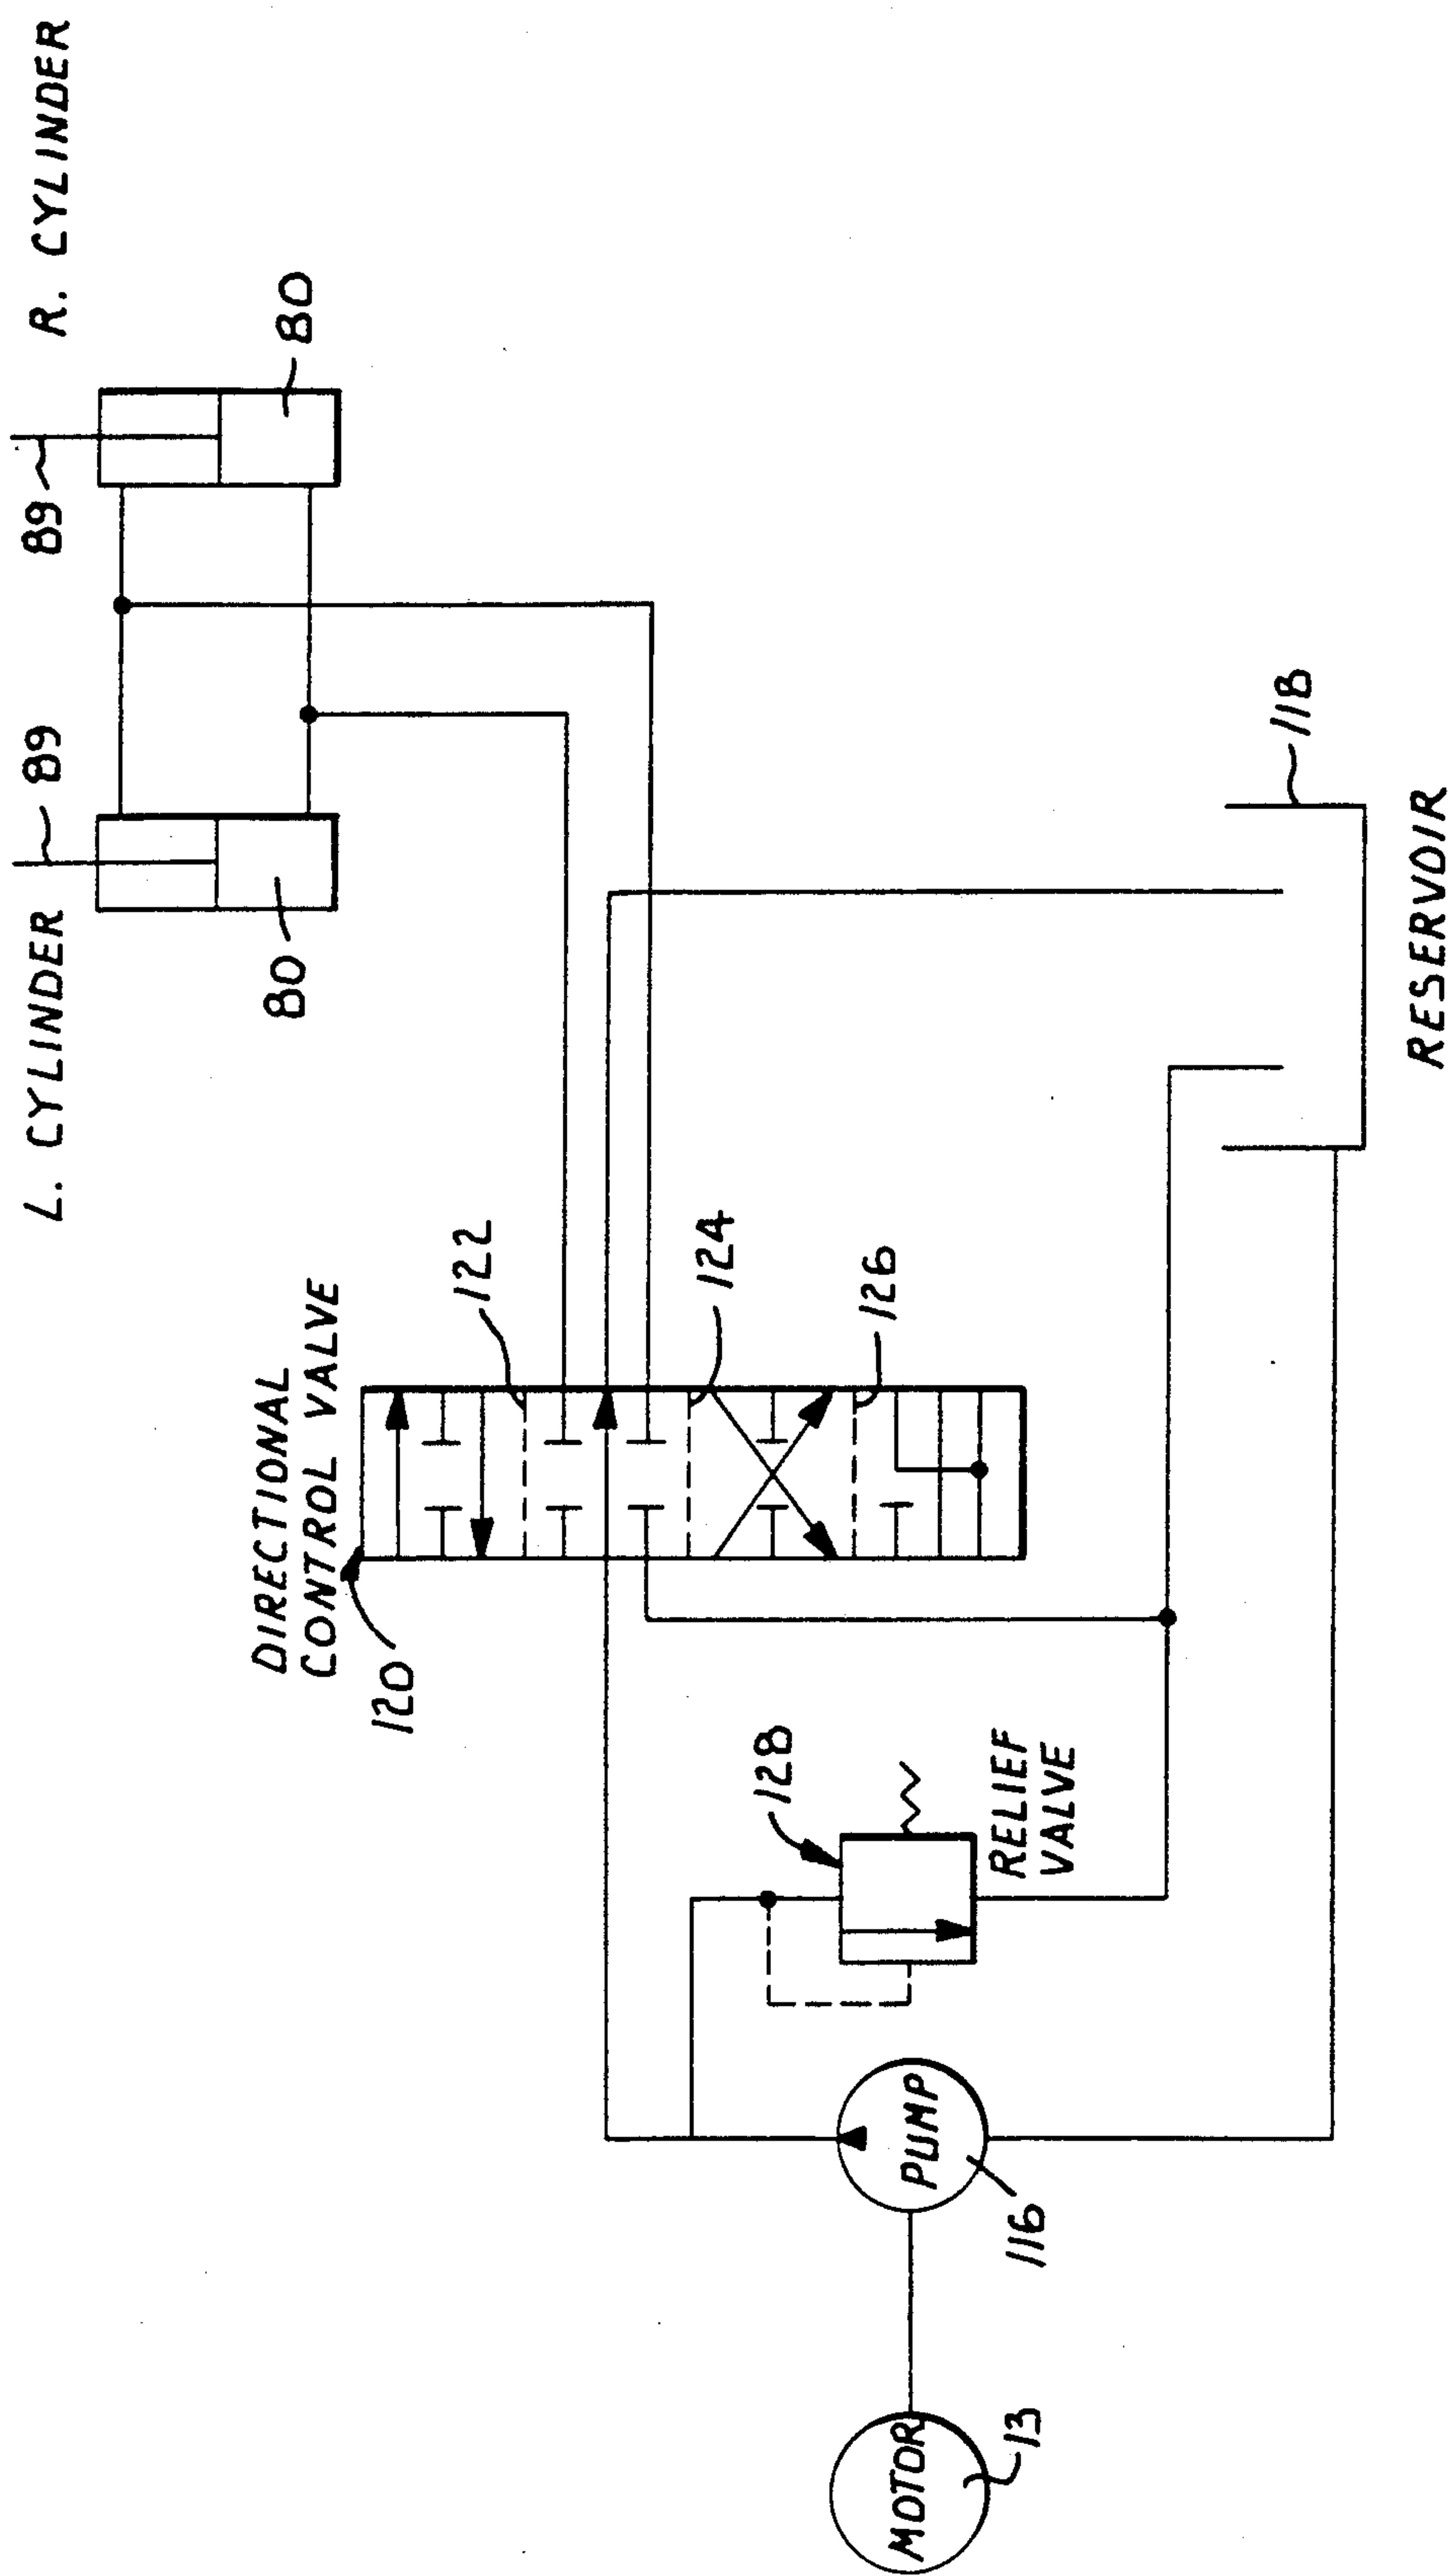 L. CYLINDER
89
89
R. CYLINDER
80
80
DIRECTIONAL
CONTROL VALVE
120
122
124
126
128
RELIEF
VALVE
MOTOR
13
PUMP
116
118
RESERVOIR